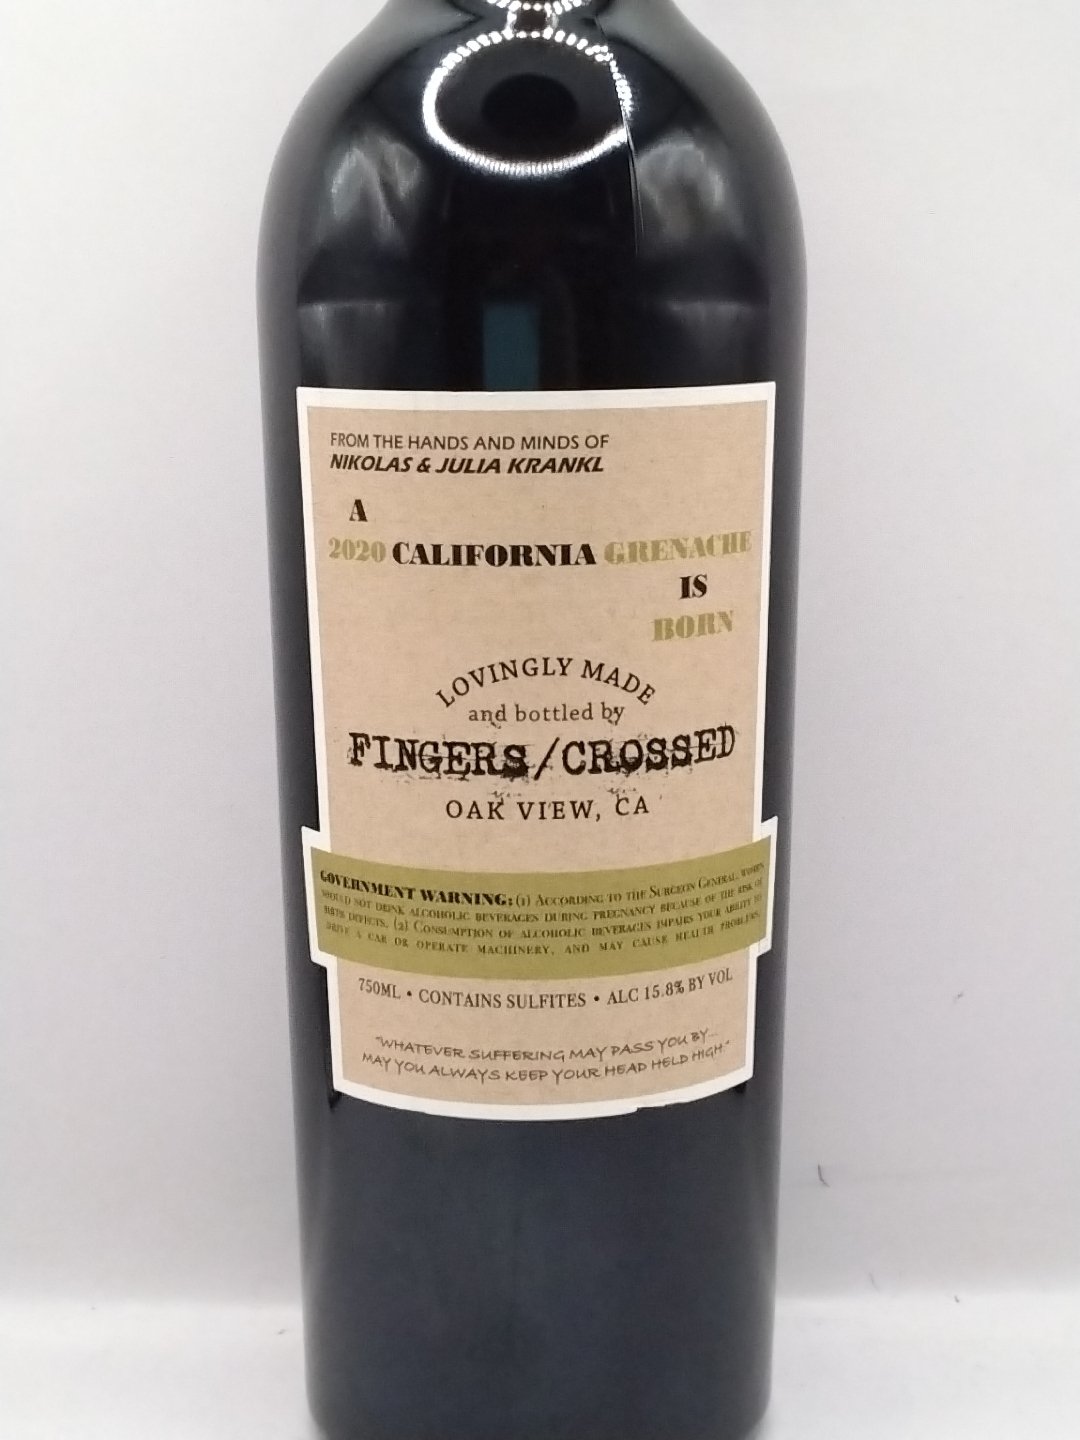 FROM THE HANDS AND MINDS OF
NIKOLAS & JULIA KRANKL
A
2020 CALIFORNIA GRENACHE
IS
BORN
LOVINGLY MADE
and bottled by
FINGERS/CROSSED
OAK VIEW, CA
GOVERNMENT WARNING: (1) ACCORDING TO THE SURGEON GENERAL, WOMEN
SHOULD NOT DRINK ALCOHOLIC BEVERAGES DURING PREGNANCY BECAUSE OF THE RISK OF
BIRTH DEFECTS. (2) CONSUMPTION OF ALCOHOLIC BEVERAGES IMPAIRS YOUR ABILITY TO
DRIVE A CAR OR OPERATE MACHINERY, AND MAY CAUSE HEALTH PROBLEMS.
750ML • CONTAINS SULFITES • ALC 15.8% BY VOL
"WHATEVER SUFFERING MAY PASS YOU BY...
MAY YOU ALWAYS KEEP YOUR HEAD HELD HIGH."